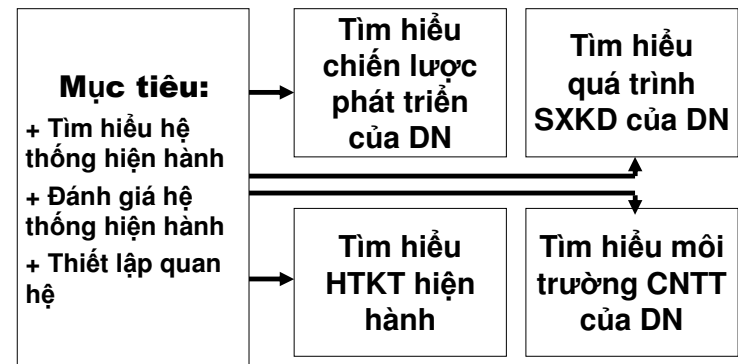 Mục tiêu:
+ Tìm hiểu hệ
thống hiện hành
+ Đánh giá hệ
thống hiện hành
+ Thiết lập quan
hệ
Tìm hiểu
chiến lược
phát triển
của DN
Tìm hiểu
quá trình
SXKD của DN
Tìm hiểu
HTKT hiện
hành
Tìm hiểu môi
trường CNTT
của DN